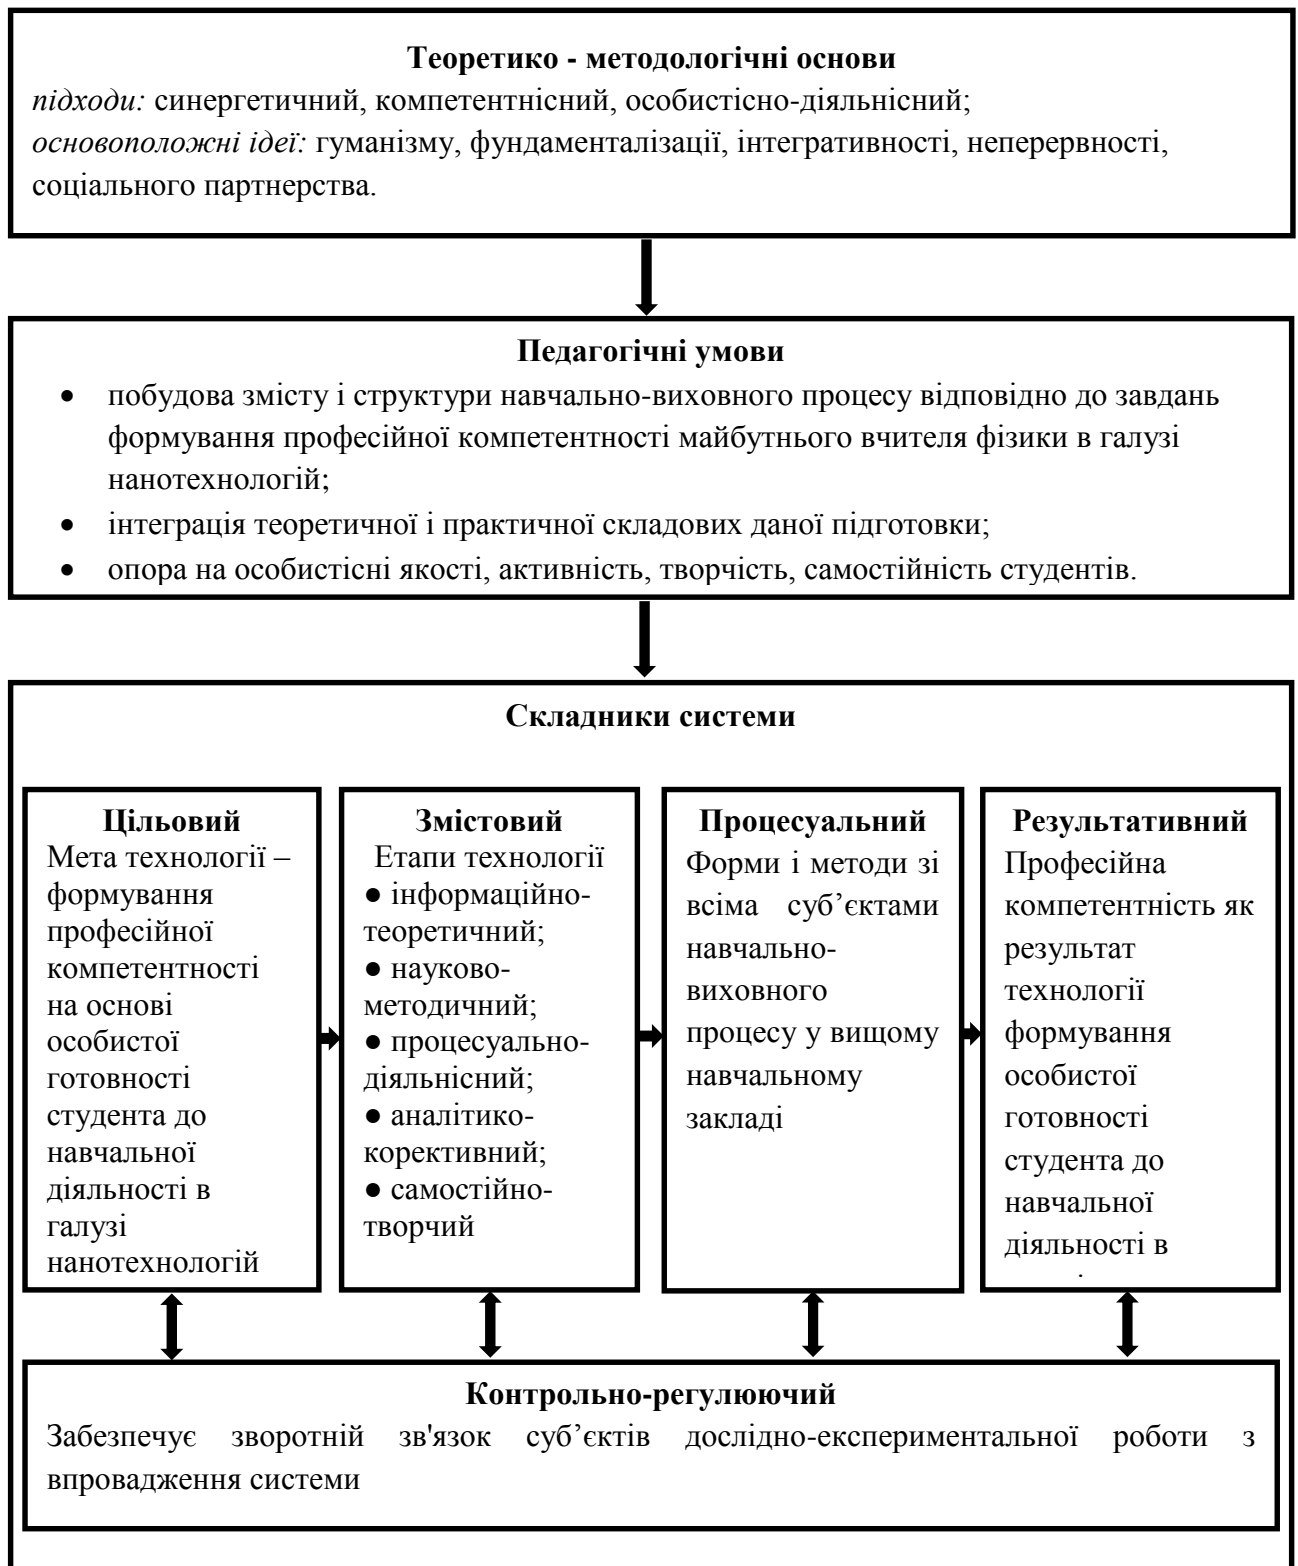 Теоретико - методологічні основи
підходи: синергетичний, компетентнісний, особистісно-діяльнісний;
основоположні ідеї: гуманізму, фундаменталізації, інтегративності, неперервності,
соціального партнерства.
Педагогічні умови
• побудова змісту і структури навчально-виховного процесу відповідно до завдань
формування професійної компетентності майбутнього вчителя фізики в галузі
нанотехнологій;
• інтеграція теоретичної і практичної складових даної підготовки;
• опора на особистісні якості, активність, творчість, самостійність студентів.
Складники системи
Цільовий
Мета технології –
формування
професійної
компетентності
на основі
особистої
готовності
студента до
навчальної
діяльності в
галузі
нанотехнологій
Змістовий
Етапи технології
● інформаційно-
теоретичний;
● науково-
методичний;
● процесуально-
діяльнісний;
● аналітико-
корективний;
● самостійно-
творчий
Процесуальний
Форми і методи зі
всіма суб’єктами
навчально-
виховного
процесу у вищому
навчальному
закладі
Результативний
Професійна
компетентність як
результат
технології
формування
особистої
готовності
студента до
навчальної
діяльності в
Контрольно-регулюючий
Забезпечує зворотній зв'язок суб’єктів дослідно-експериментальної роботи з
впровадження системи